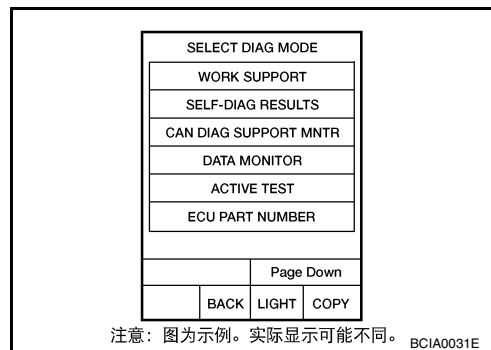 SELECT DIAG MODE
WORK SUPPORT
SELF-DIAG RESULTS
CAN DIAG SUPPORT MNTR
DATA MONITOR
ACTIVE TEST
ECU PART NUMBER
Page Down
BACK LIGHT COPY
注意：图为示例。实际显示可能不同。
BCIA0031E